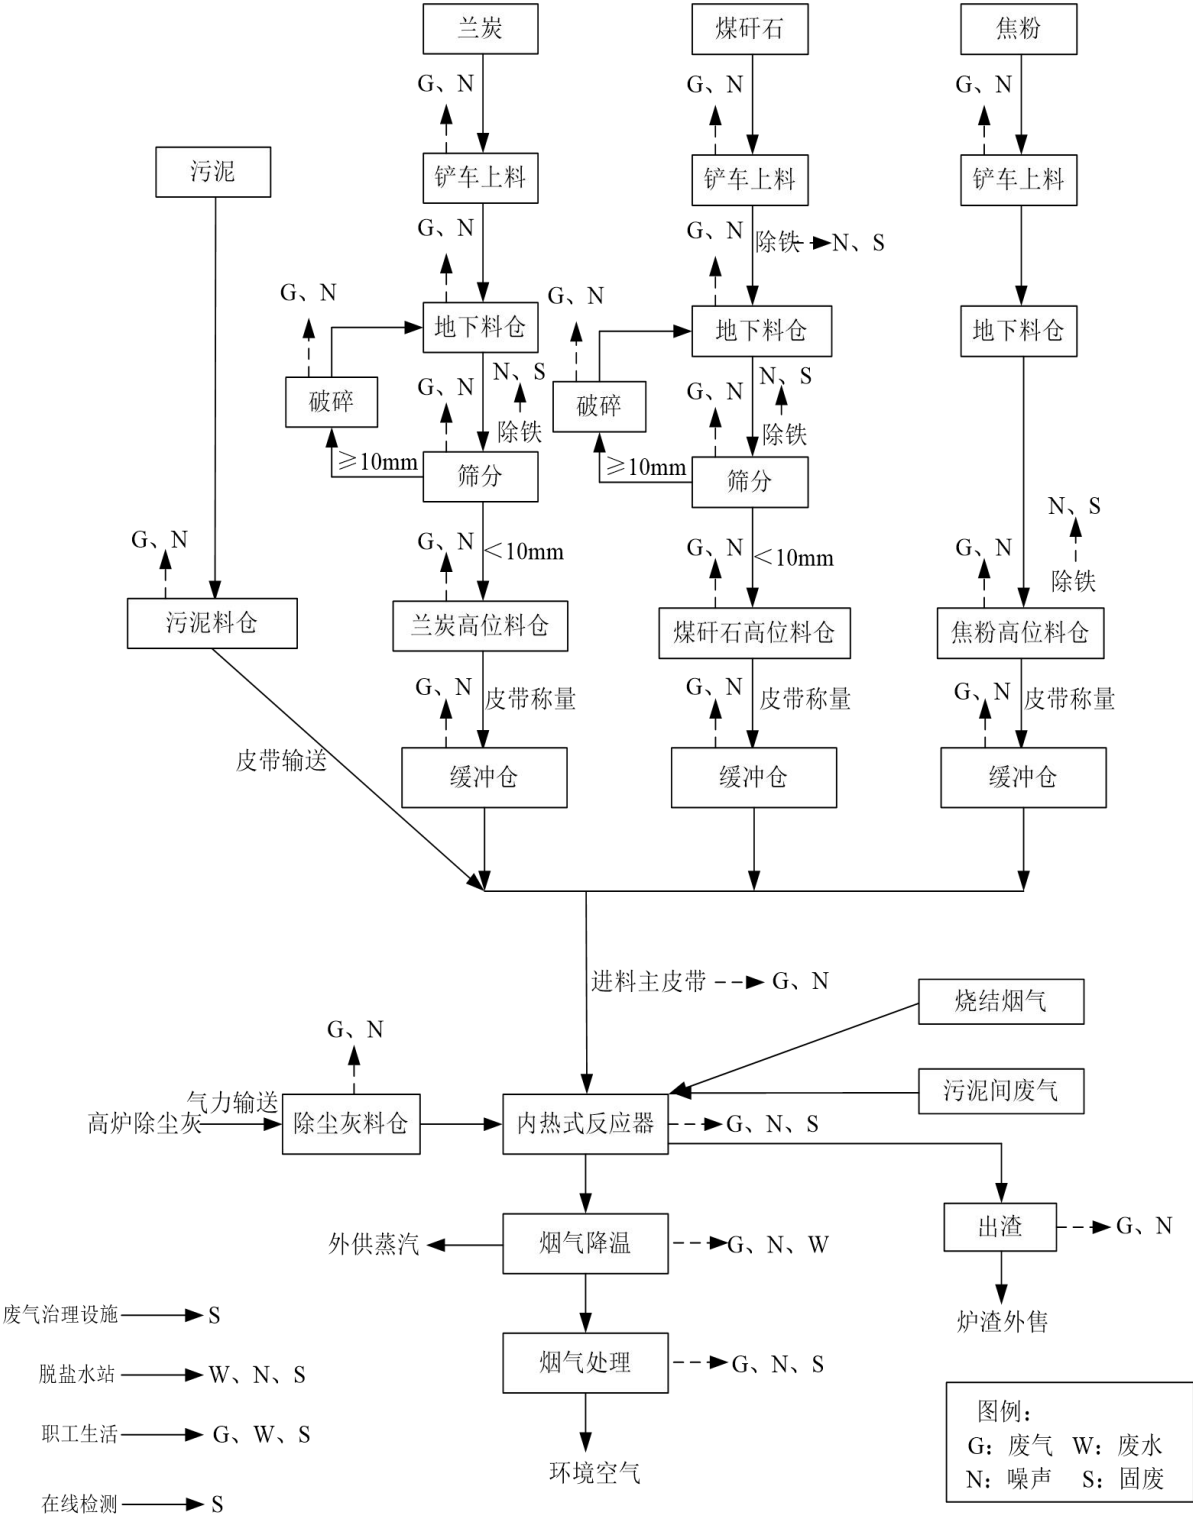 兰炭
煤矸石
焦粉
G、N
G、N
G、N
污泥
铲车上料
铲车上料
铲车上料
G、N
G、N
除铁
N、S
G、N
G、N
地下料仓
地下料仓
地下料仓
N、S
N、S
G、N
G、N
破碎
破碎
除铁
除铁
≥10mm
≥10mm
筛分
筛分
N、S
G、N
G、N
<10mm
G、N
<10mm
G、N
除铁
污泥料仓
兰炭高位料仓
煤矸石高位料仓
焦粉高位料仓
G、N
皮带称量
G、N
皮带称量
G、N
皮带称量
皮带输送
缓冲仓
缓冲仓
缓冲仓
进料主皮带
G、N
烧结烟气
G、N
污泥间废气
气力输送
高炉除尘灰
除尘灰料仓
内热式反应器
G、N、S
外供蒸汽
烟气降温
G、N、W
出渣
G、N
废气治理设施
S
炉渣外售
烟气处理
G、N、S
脱盐水站
W、N、S
职工生活
G、W、S
环境空气
在线检测
S
图例：
G：废气 W：废水
N：噪声 S：固废